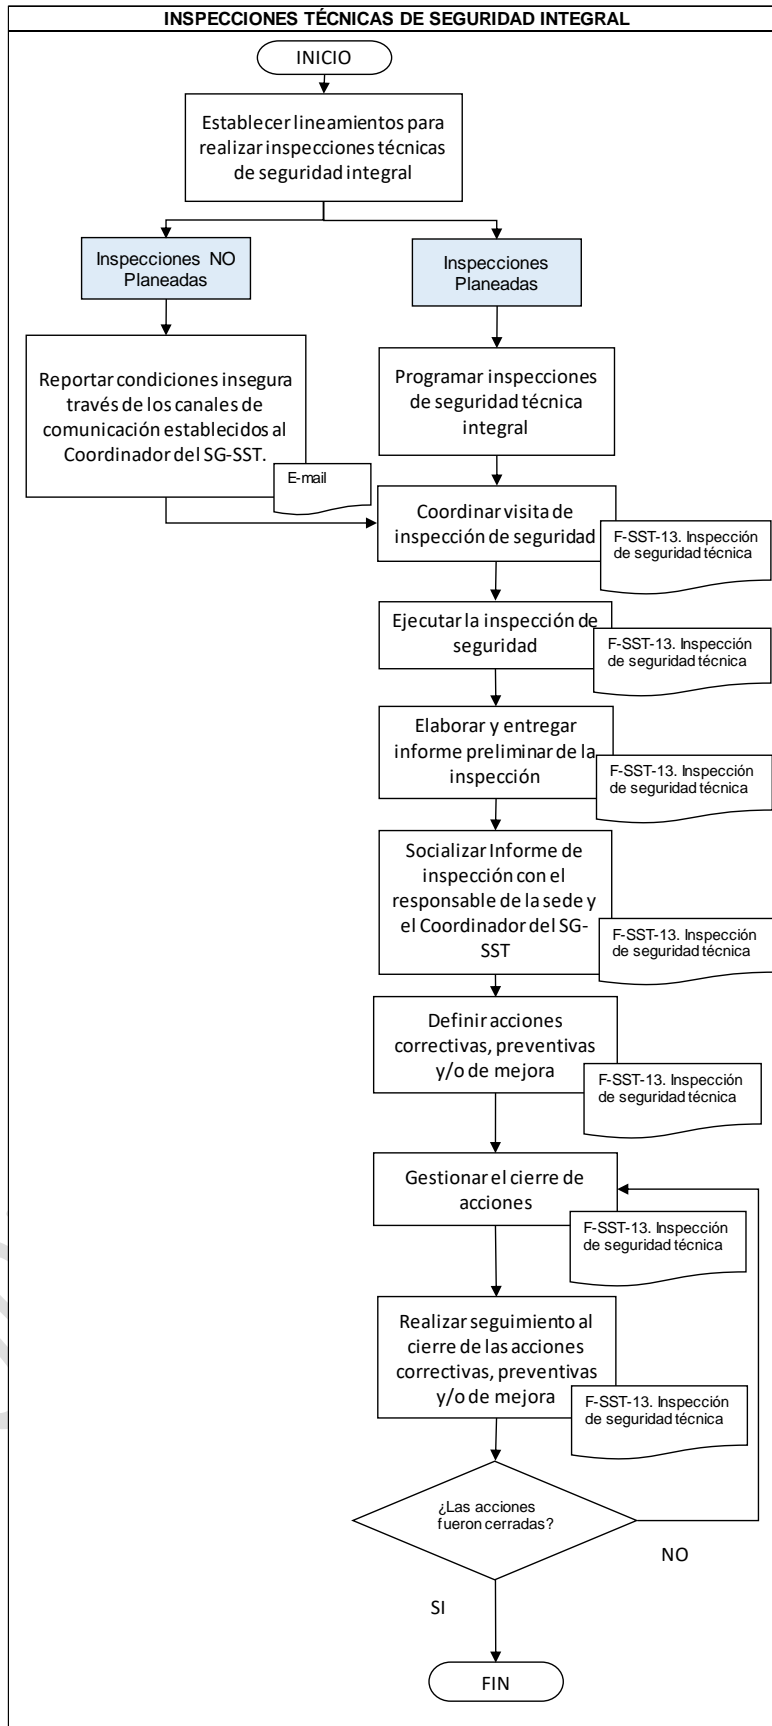 INSPECCIONES TÉCNICAS DE SEGURIDAD INTEGRAL
INICIO
Establecer lineamientos para
realizar inspecciones técnicas
de seguridad integral
Inspecciones NO
Planeadas
Inspecciones
Planeadas
Reportar condiciones insegura
través de los canales de
comunicación establecidos al
Coordinador del SG-SST.
E-mail
Programar inspecciones
de seguridad técnica
integral
Coordinar visita de
inspección de seguridad
F-SST-13. Inspección
de seguridad técnica
Ejecutar la inspección de
seguridad
F-SST-13. Inspección
de seguridad técnica
Elaborar y entregar
informe preliminar de la
inspección
F-SST-13. Inspección
de seguridad técnica
Socializar Informe de
inspección con el
responsable de la sede y
el Coordinador del SG-
SST
F-SST-13. Inspección
de seguridad técnica
Definir acciones
correctivas, preventivas
y/o de mejora
F-SST-13. Inspección
de seguridad técnica
Gestionar el cierre de
acciones
F-SST-13. Inspección
de seguridad técnica
Realizar seguimiento al
cierre de las acciones
correctivas, preventivas
y/o de mejora
F-SST-13. Inspección
de seguridad técnica
¿Las acciones
fueron cerradas?
NO
SI
FIN